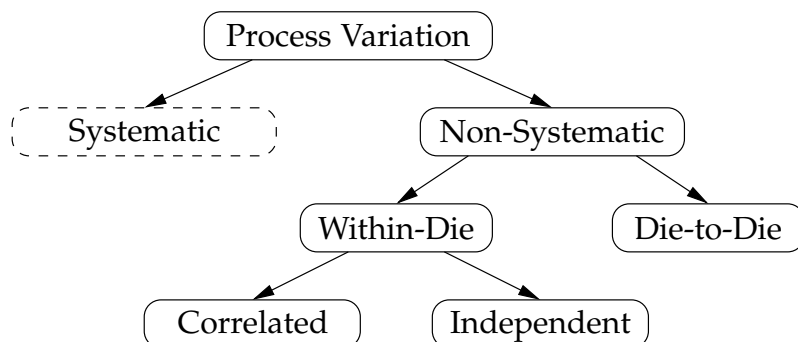 Process Variation
Systematic
Non-Systematic
Within-Die
Die-to-Die
Correlated
Independent